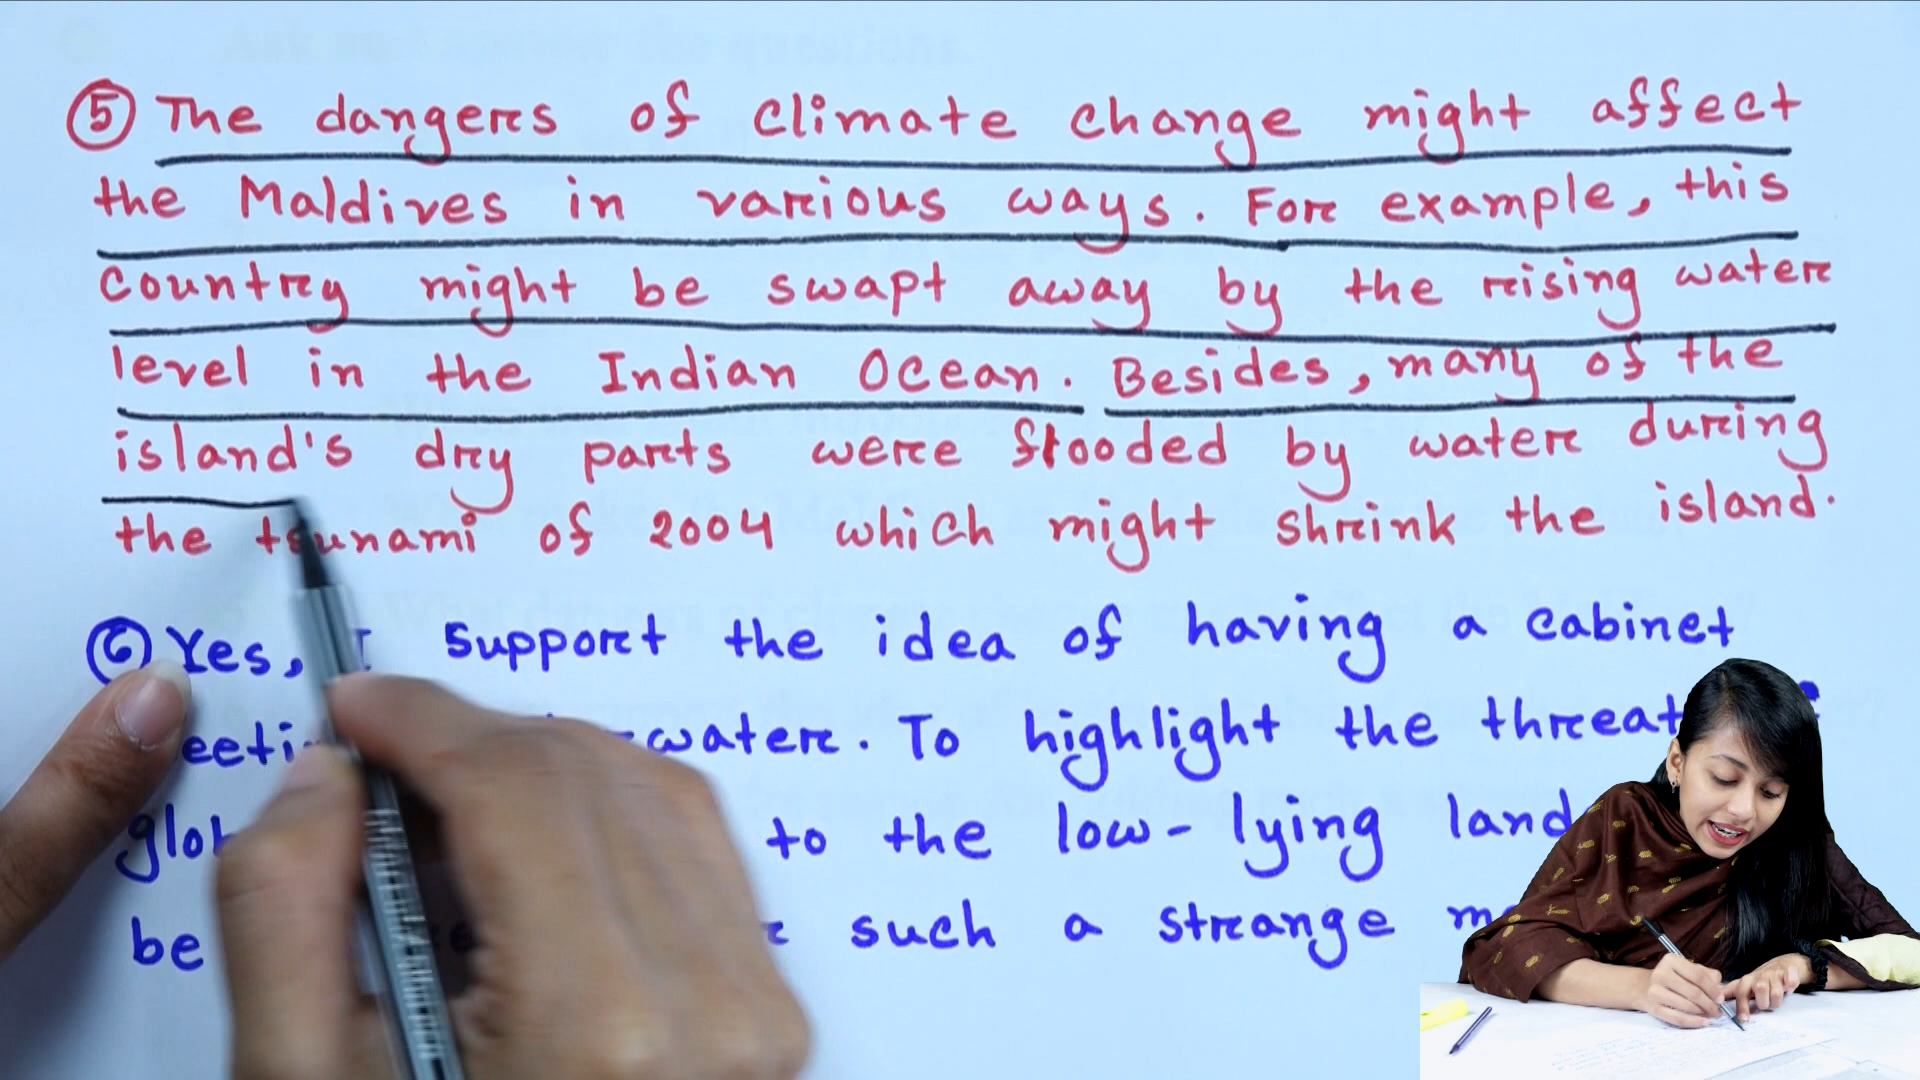 ⑤ The dangers of climate change might affect
the Maldives in various ways. For example, this
country might be swapt away by the rising water
level in the Indian Ocean. Besides, many of the
island's dry parts were flooded by water during
the tsunami of 2004 which might shrink the island.
⑥ Yes, I support the idea of having a cabinet
water. To highlight the threat
to the low-lying land
be such a strange